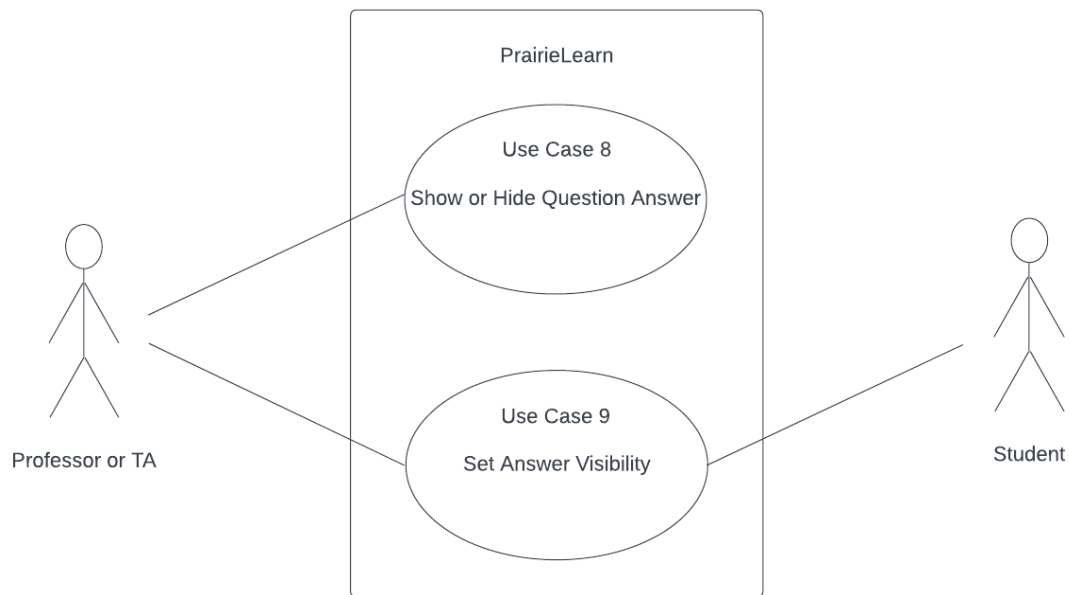 PrairieLearn
Use Case 8
Show or Hide Question Answer
Use Case 9
Set Answer Visibility
Professor or TA
Student